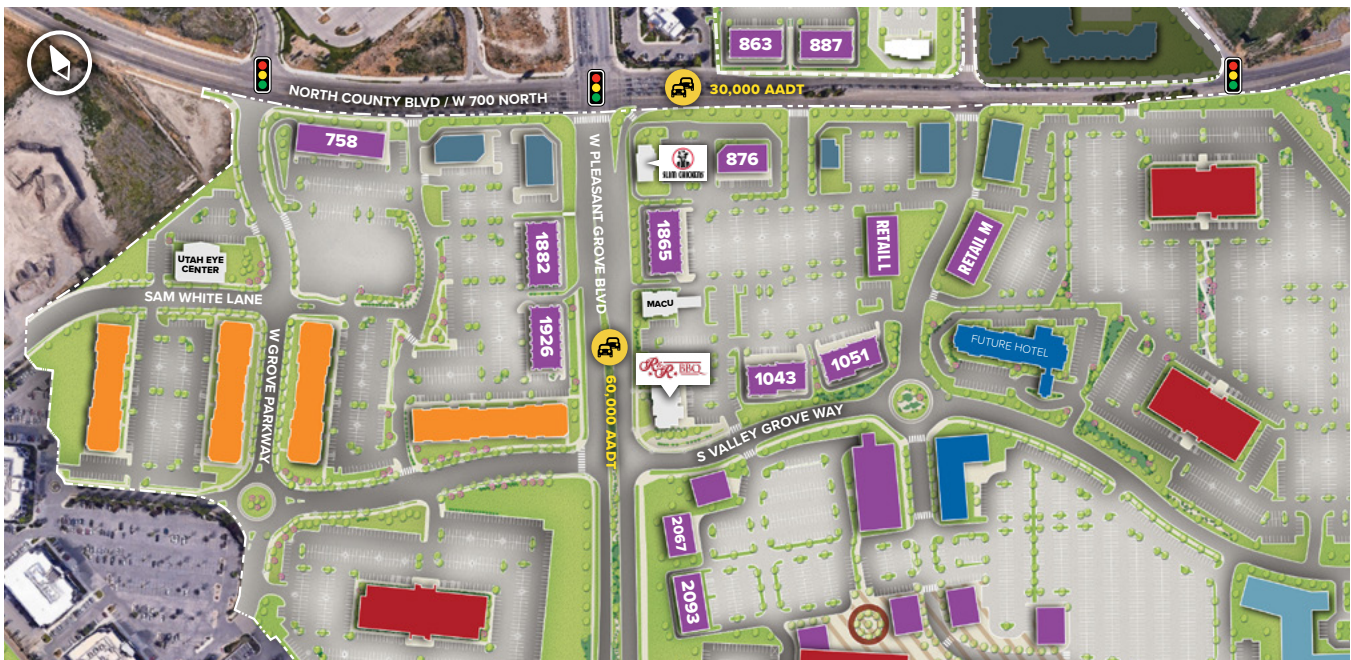 863
887
30,000 AADT
NORTH COUNTY BLVD / W 700 NORTH
758
W PLEASANT GROVE BLVD
SLIM CHICKENS
876
1882
1865
RETAIL L
RETAIL M
UTAH EYE
CENTER
SAM WHITE LANE
MACU
1926
W GROVE PARKWAY
60,000 AADT
R&R BBQ
1043
1051
FUTURE HOTEL
S VALLEY GROVE WAY
2067
2093